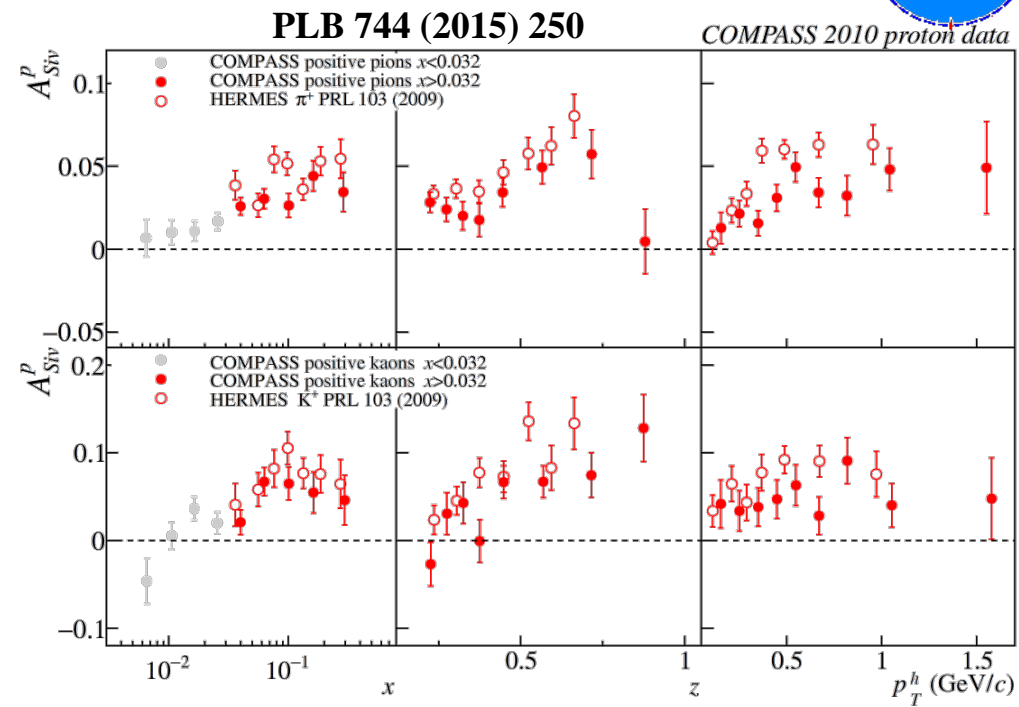 PLB 744 (2015) 250
COMPASS 2010 proton data
A^p_Siv
0.1
0.05
0
−0.05
COMPASS positive pions x<0.032
COMPASS positive pions x>0.032
HERMES π+ PRL 103 (2009)
A^p_Siv
0.2
0.1
0
−0.1
COMPASS positive kaons x<0.032
COMPASS positive kaons x>0.032
HERMES K+ PRL 103 (2009)
10^-2 10^-1 0.5 1 0.5 1 1.5
x z p^h_T (GeV/c)